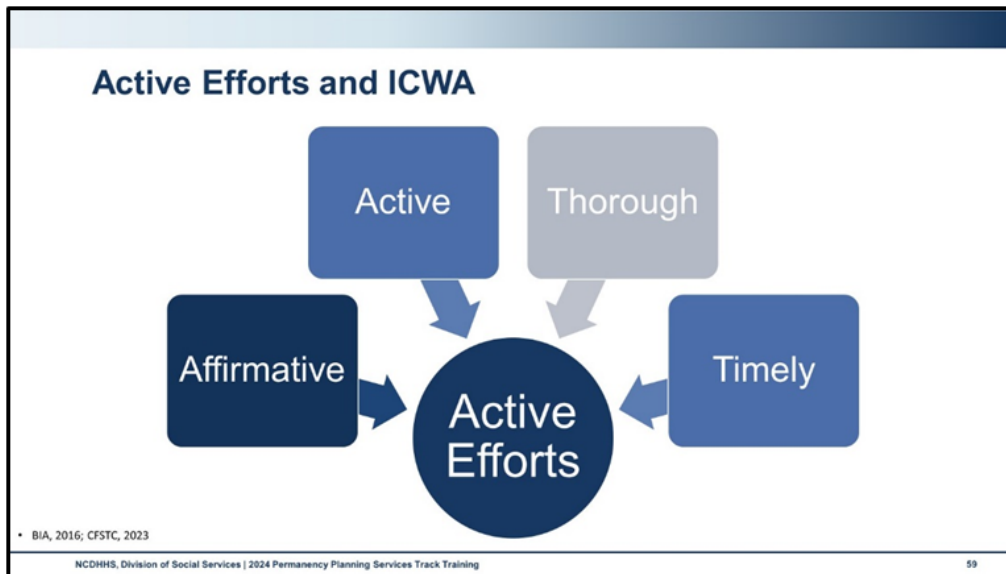 Active Efforts and ICWA
Active
Thorough
Affirmative
Timely
Active
Efforts
• BIA, 2016; CFSTC, 2023
NCDHHS, Division of Social Services | 2024 Permanency Planning Services Track Training
59